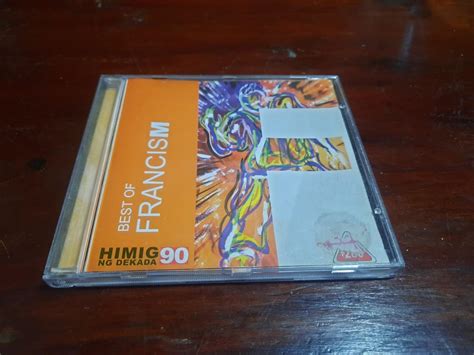 BEST OF
FRANCISM
HIMIG
NG DEKADA
90